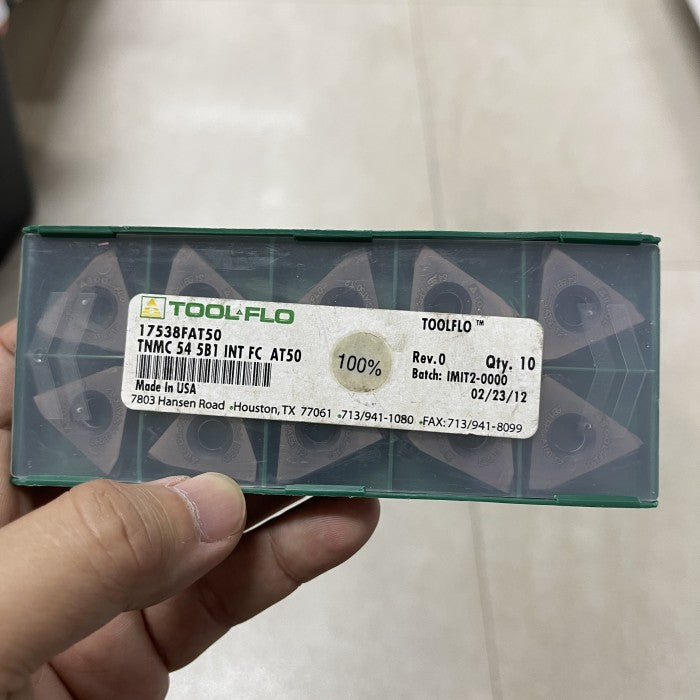 TOOL-FLO
TOOLFLO ™
17538FAT50
TNMC 54 5B1 INT FC AT50
100%
Rev.0 Qty. 10
Batch: IMIT2-0000
02/23/12
Made In USA
7803 Hansen Road •Houston, TX 77061 •713/941-1080 •FAX: 713/941-8099